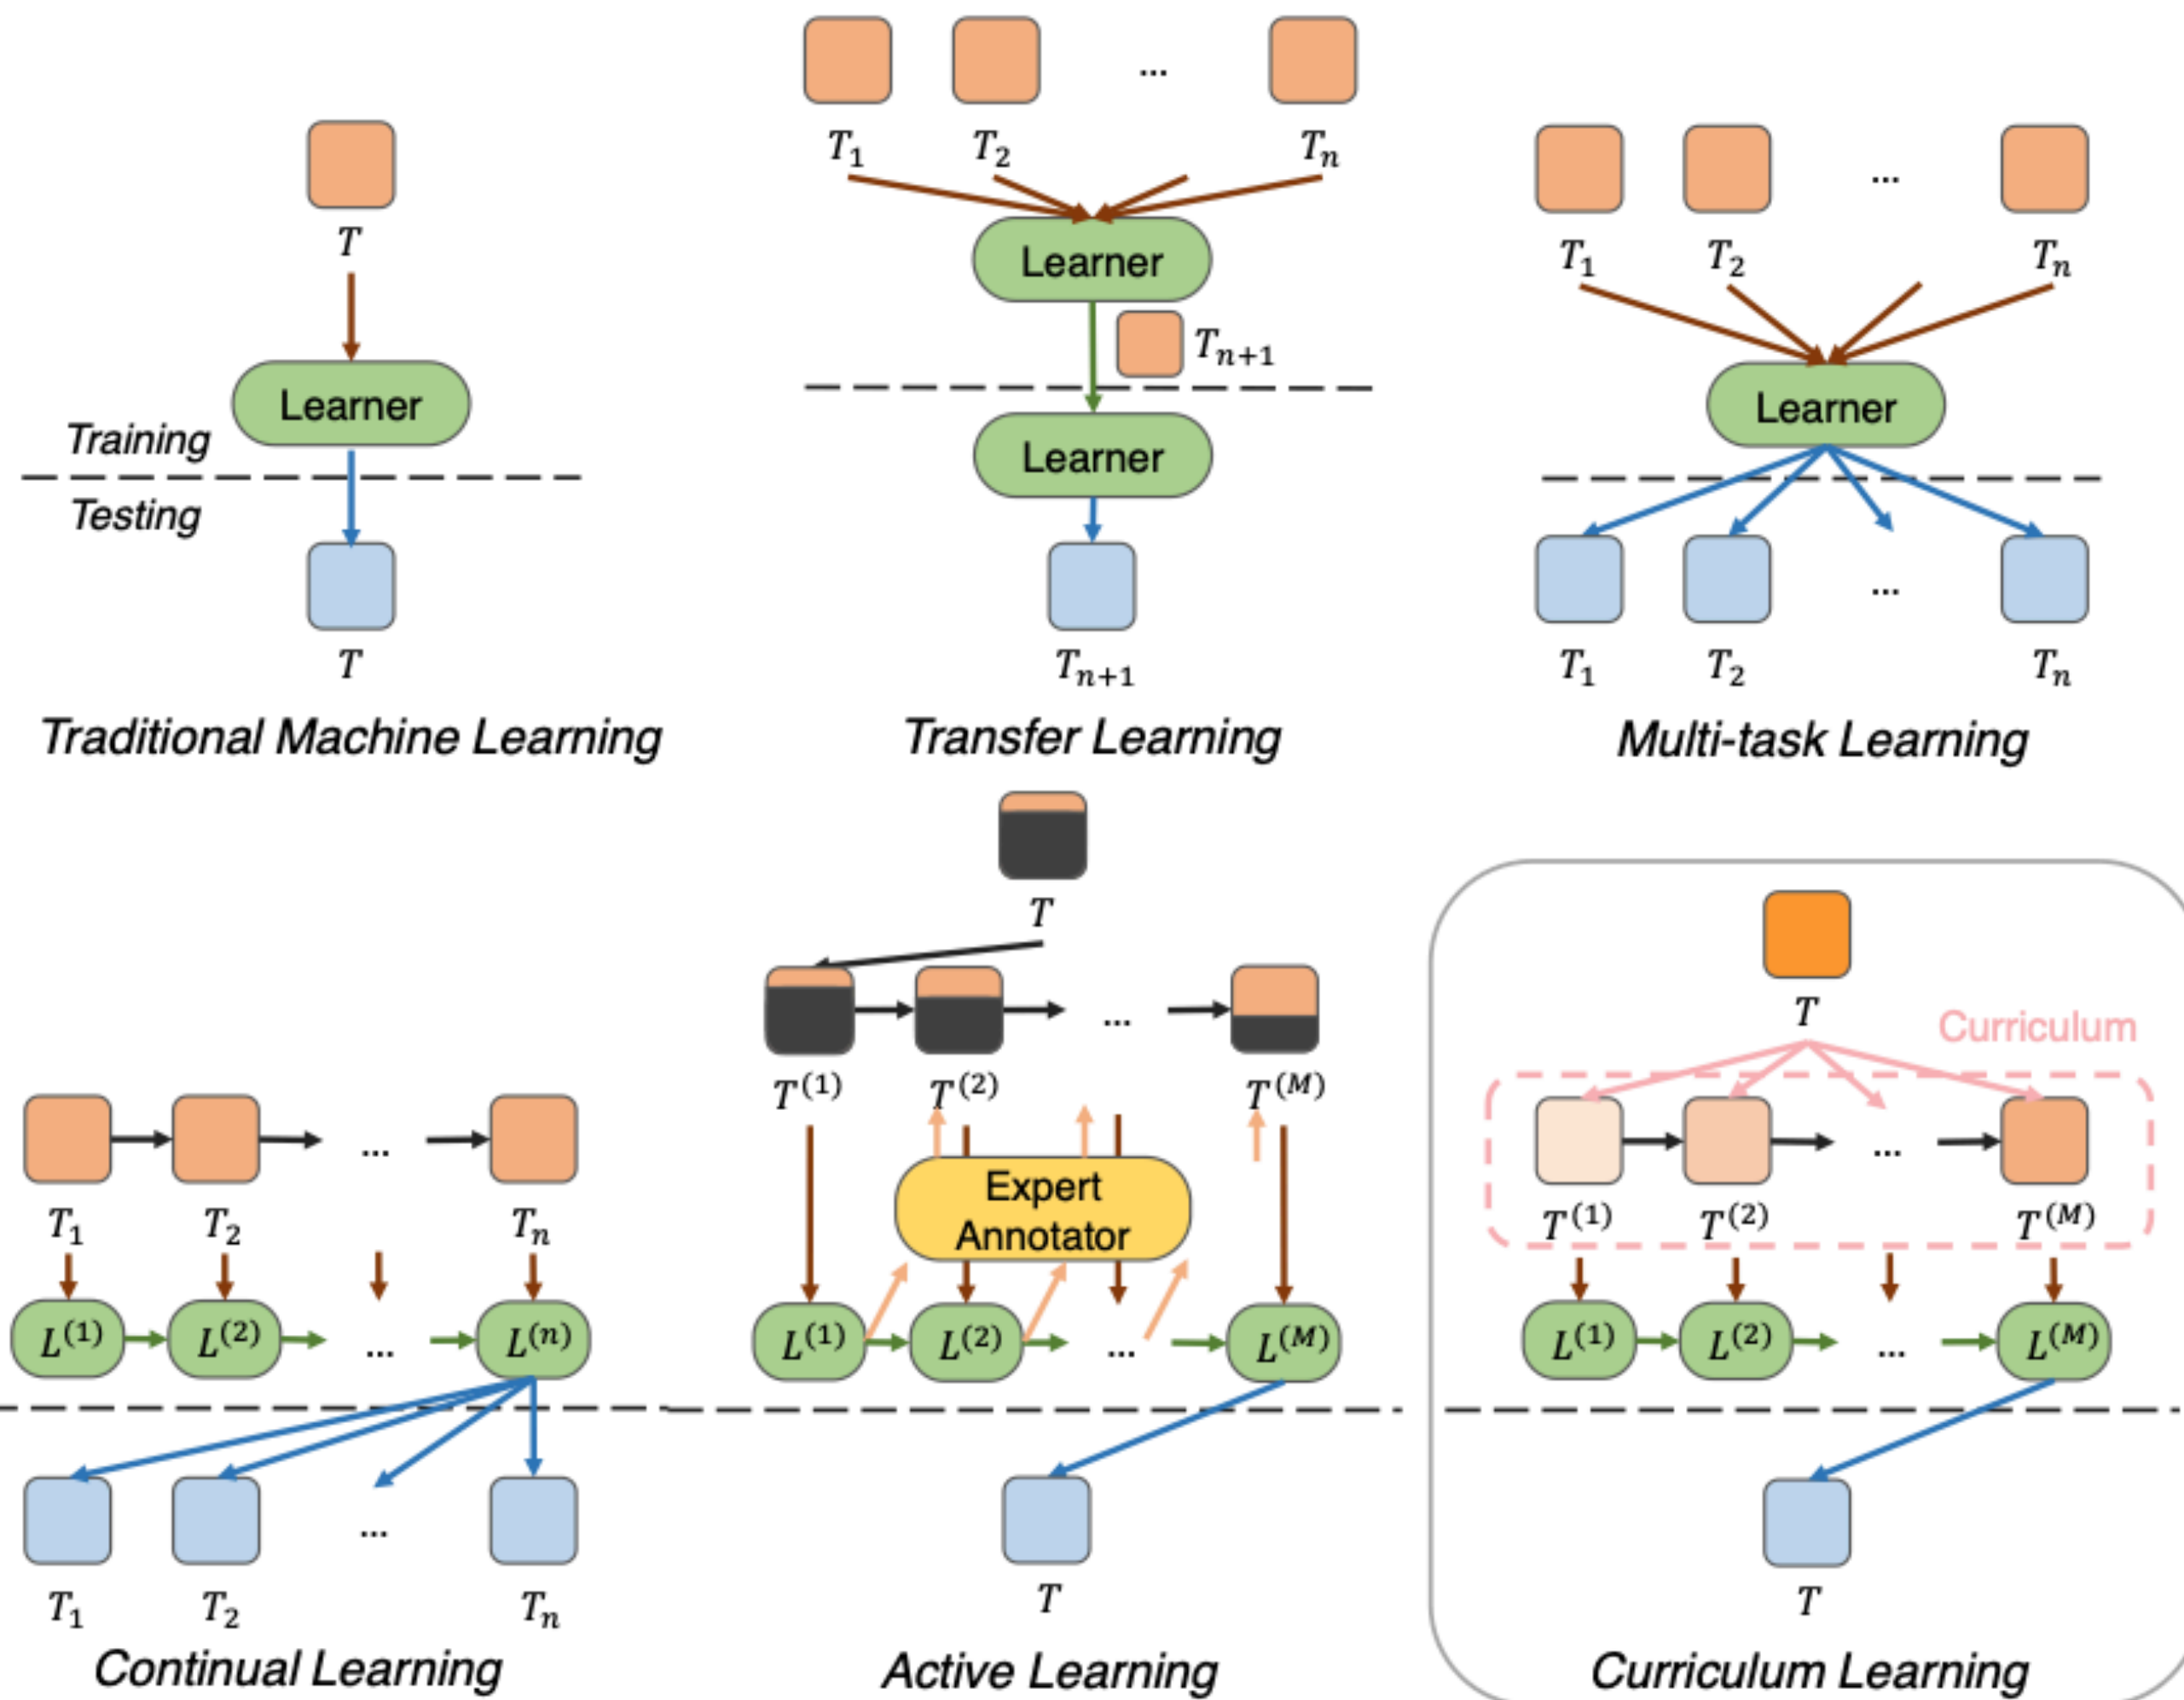 T
Learner
Training
Testing
T
Traditional Machine Learning
T₁ T₂ ... Tₙ
Learner
Tₙ₊₁
Learner
Tₙ₊₁
Transfer Learning
T₁ T₂ ... Tₙ
Learner
T₁ T₂ ... Tₙ
Multi-task Learning
T₁ T₂ ... Tₙ
L⁽¹⁾ L⁽²⁾ ... L⁽ⁿ⁾
T₁ T₂ ... Tₙ
Continual Learning
T
...
T⁽¹⁾ T⁽²⁾ T⁽ᴹ⁾
Expert
Annotator
L⁽¹⁾ L⁽²⁾ ... L⁽ᴹ⁾
T
Active Learning
T
Curriculum
...
T⁽¹⁾ T⁽²⁾ T⁽ᴹ⁾
L⁽¹⁾ L⁽²⁾ ... L⁽ᴹ⁾
T
Curriculum Learning